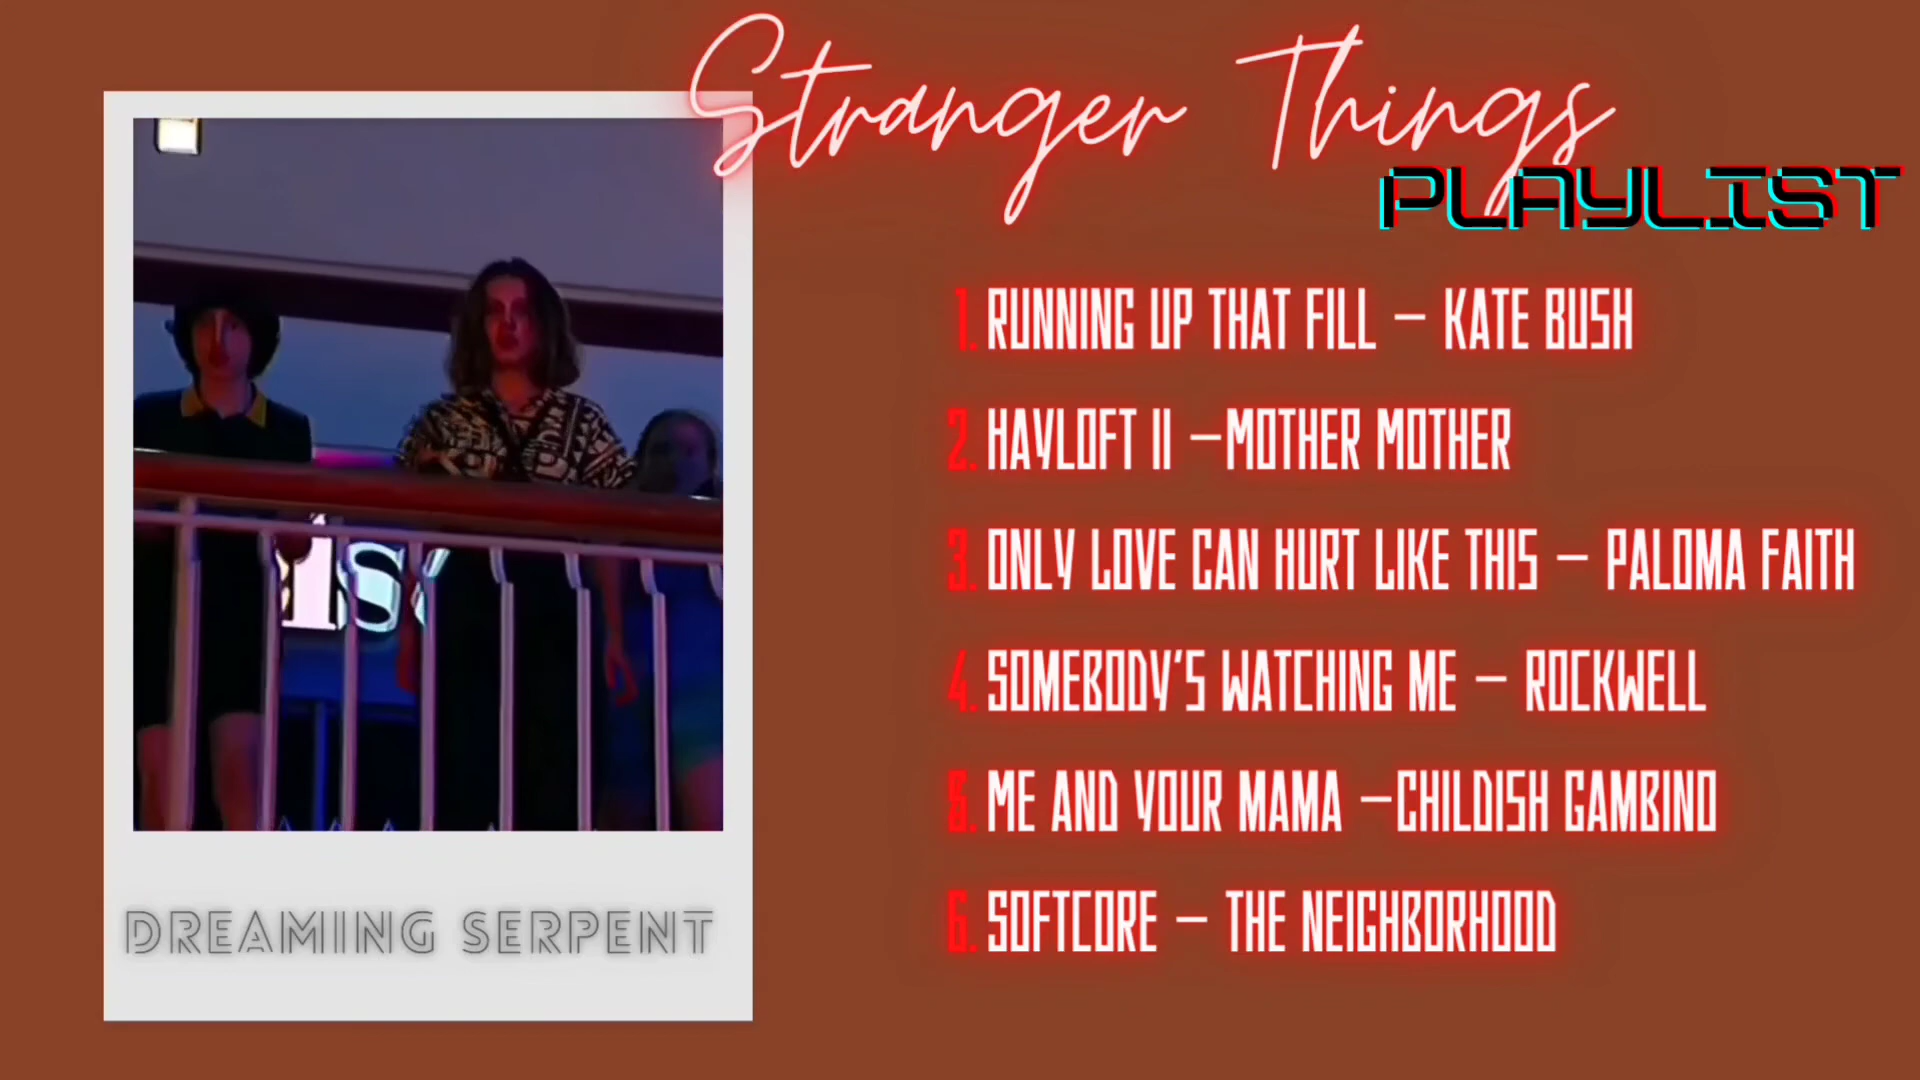 Stranger Things
PLAYLIST
1. RUNNING UP THAT FILL – KATE BUSH
2. HAYLOFT II –MOTHER MOTHER
3. ONLY LOVE CAN HURT LIKE THIS – PALOMA FAITH
4. SOMEBODY'S WATCHING ME – ROCKWELL
5. ME AND YOUR MAMA –CHILDISH GAMBINO
6. SOFTCORE – THE NEIGHBORHOOD
DREAMING SERPENT